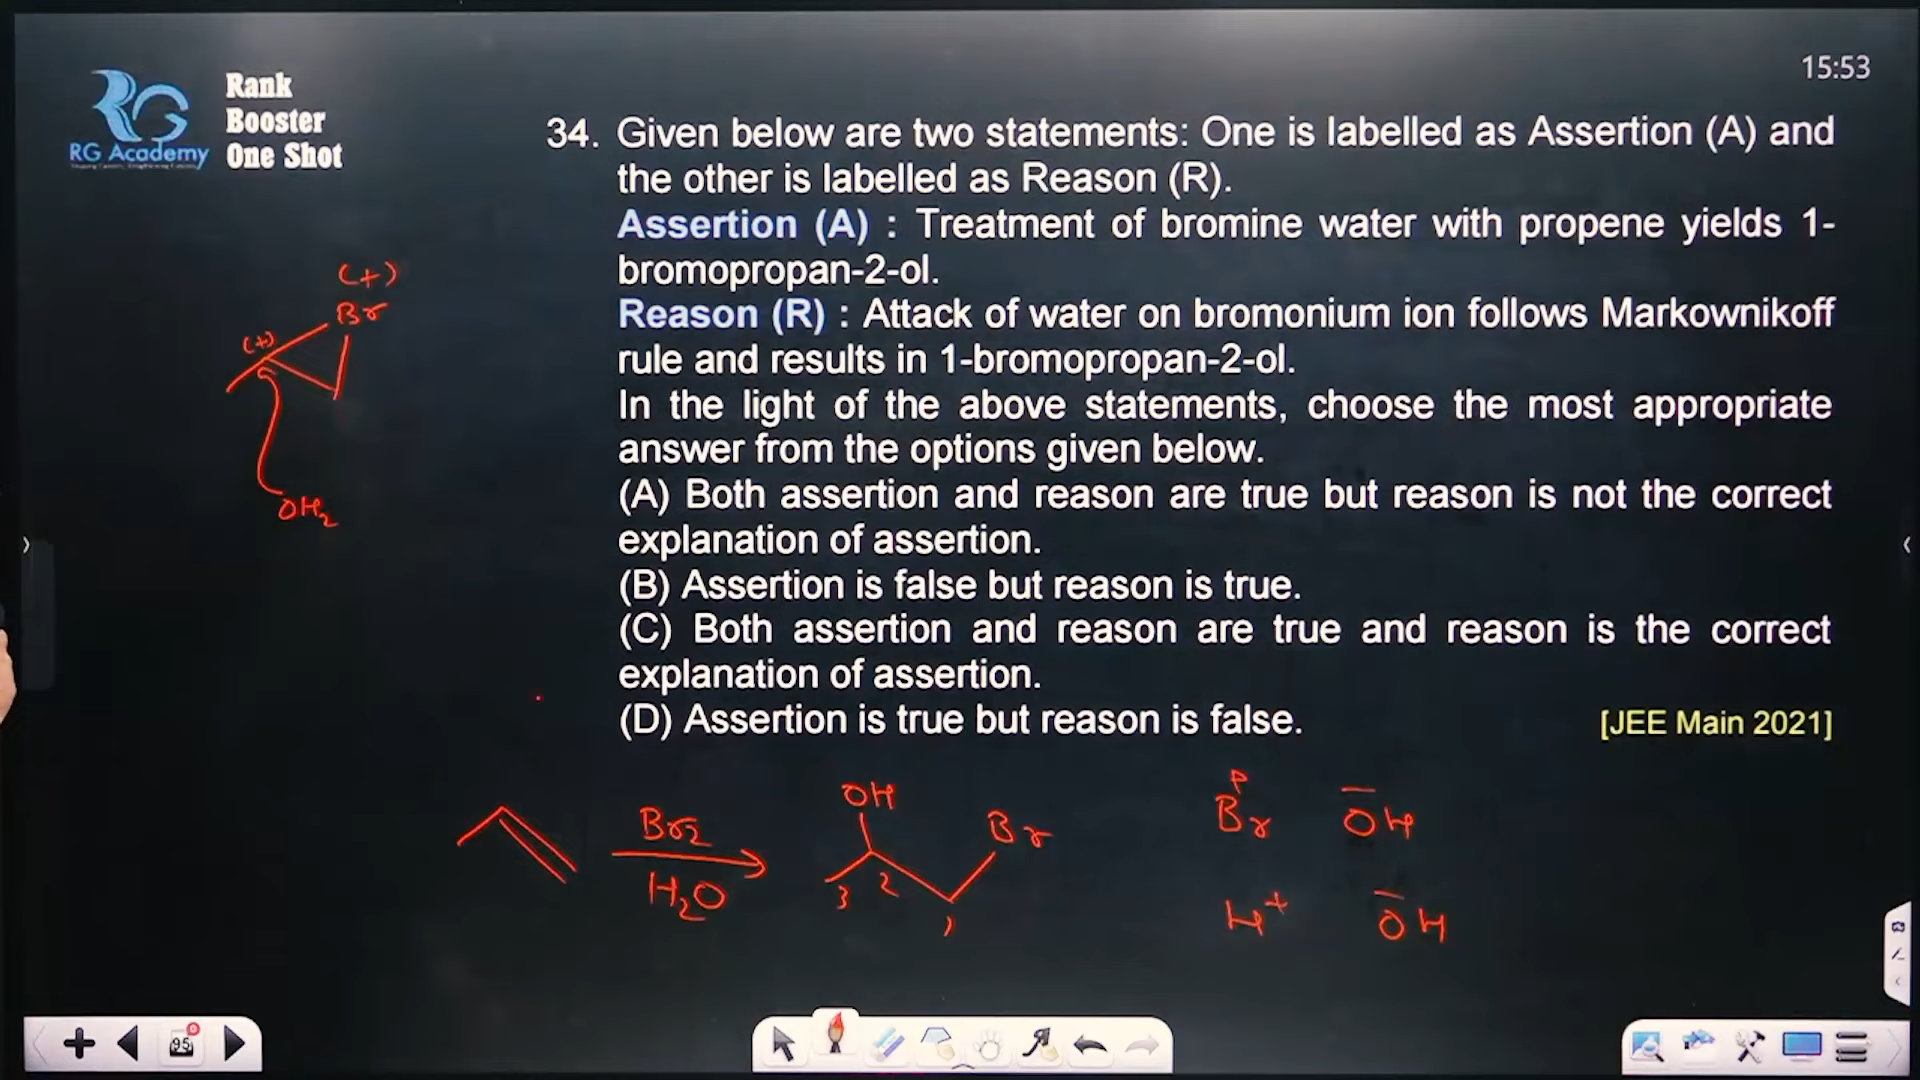 15:53
Rank
Booster
One Shot
RG Academy
34. Given below are two statements: One is labelled as Assertion (A) and
the other is labelled as Reason (R).
Assertion (A) : Treatment of bromine water with propene yields 1-
bromopropan-2-ol.
Reason (R) : Attack of water on bromonium ion follows Markownikoff
rule and results in 1-bromopropan-2-ol.
In the light of the above statements, choose the most appropriate
answer from the options given below.
(A) Both assertion and reason are true but reason is not the correct
explanation of assertion.
(B) Assertion is false but reason is true.
(C) Both assertion and reason are true and reason is the correct
explanation of assertion.
(D) Assertion is true but reason is false. [JEE Main 2021]
(+)
Br
(+)
OH₂
Br₂
H₂O
OH
Br
3 2
1
Br OH
H⁺ OH
95